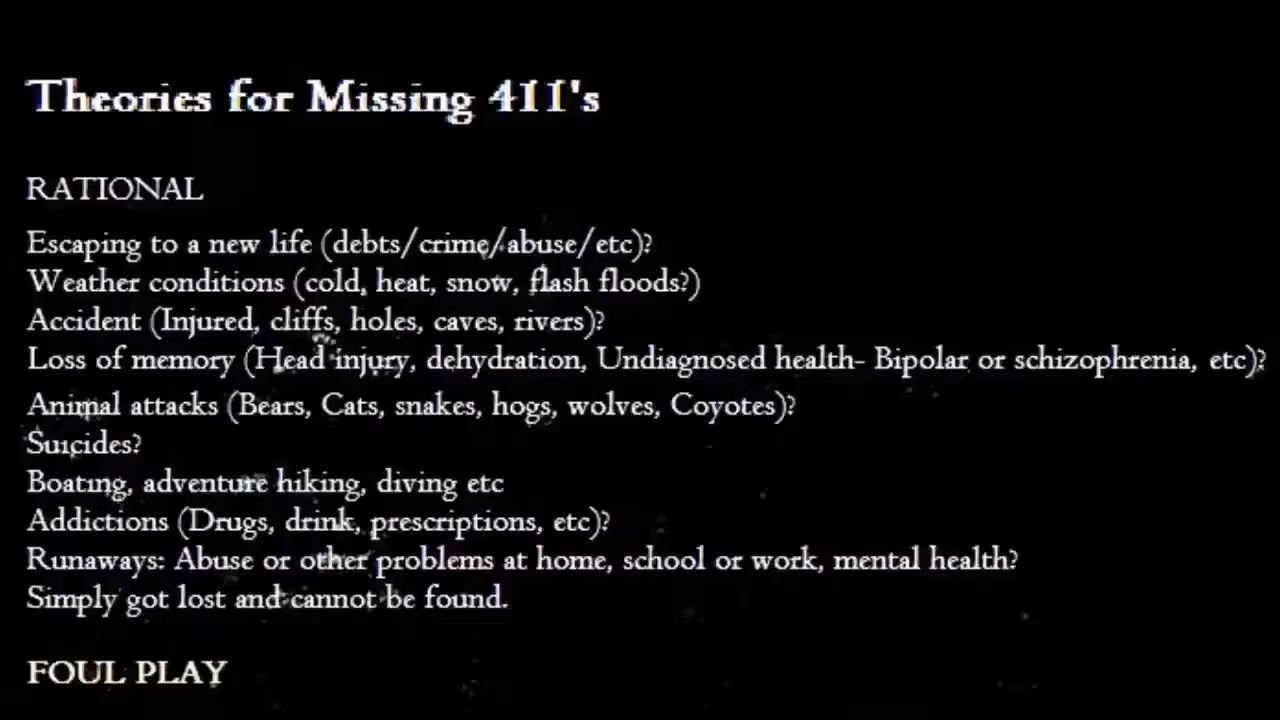 Theories for Missing 411's
RATIONAL
Escaping to a new life (debts/crime/abuse/etc)?
Weather conditions (cold, heat, snow, flash floods?)
Accident (Injured, cliffs, holes, caves, rivers)?
Loss of memory (Head injury, dehydration, Undiagnosed health- Bipolar or schizophrenia, etc)?
Animal attacks (Bears, Cats, snakes, hogs, wolves, Coyotes)?
Suicides?
Boating, adventure hiking, diving etc
Addictions (Drugs, drink, prescriptions, etc)?
Runaways: Abuse or other problems at home, school or work, mental health?
Simply got lost and cannot be found.
FOUL PLAY